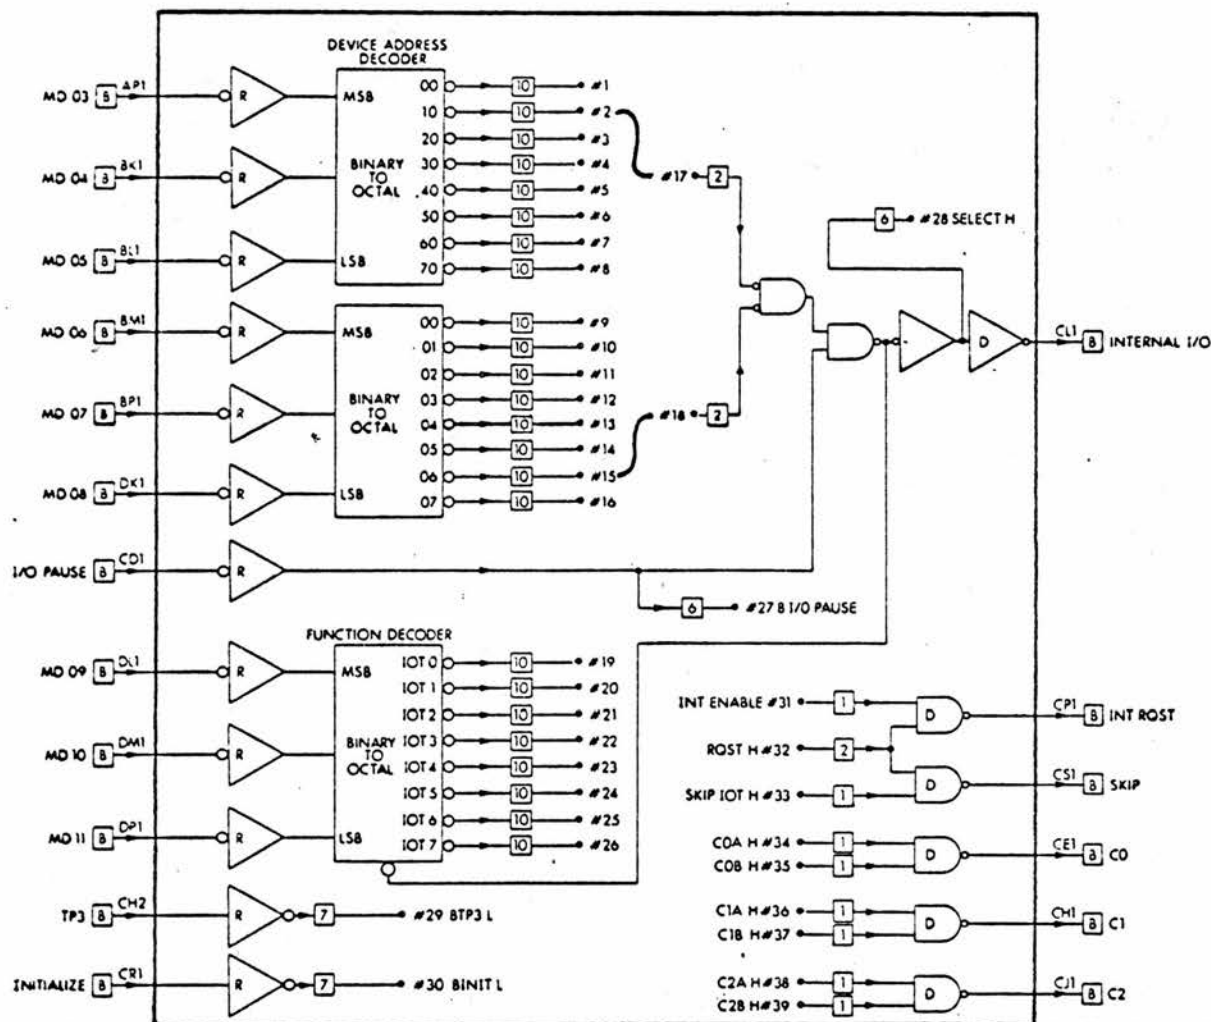 DEVICE ADDRESS
DECODER
MD 03 B AP1 R MSB 00 10 #1
10 10 #2
20 10 #3
MD 04 B BK1 R BINARY TO OCTAL 30 10 #4
40 10 #5
50 10 #6
60 10 #7
MD 05 B BL1 R LSB 70 10 #8
#17 2
6 #28 SELECT H
MD 06 B BM1 R MSB 00 10 #9
01 10 #10
02 10 #11
MD 07 B BP1 R BINARY TO OCTAL 03 10 #12
04 10 #13
05 10 #14
06 10 #15
MD 08 B DK1 R LSB 07 10 #16
#18 2
D CL1 B INTERNAL I/O
I/O PAUSE B CD1 R
6 #27 B I/O PAUSE
FUNCTION DECODER
MD 09 B DL1 R MSB IOT 0 10 #19
IOT 1 10 #20
IOT 2 10 #21
MD 10 B DM1 R BINARY TO OCTAL IOT 3 10 #22
IOT 4 10 #23
IOT 5 10 #24
IOT 6 10 #25
MD 11 B DP1 R LSB IOT 7 10 #26
INT ENABLE #31 1 D CP1 B INT RQST
RQST H #32 2
SKIP IOT H #33 1 D CS1 B SKIP
C0A H #34 1 D CE1 B C0
C0B H #35 1
TP3 B CH2 R 7 #29 BTP3 L
C1A H #36 1 D CH1 B C1
C1B H #37 1
INITIALIZE B CR1 R 7 #30 BINIT L
C2A H #38 1 D CJ1 B C2
C2B H #39 1